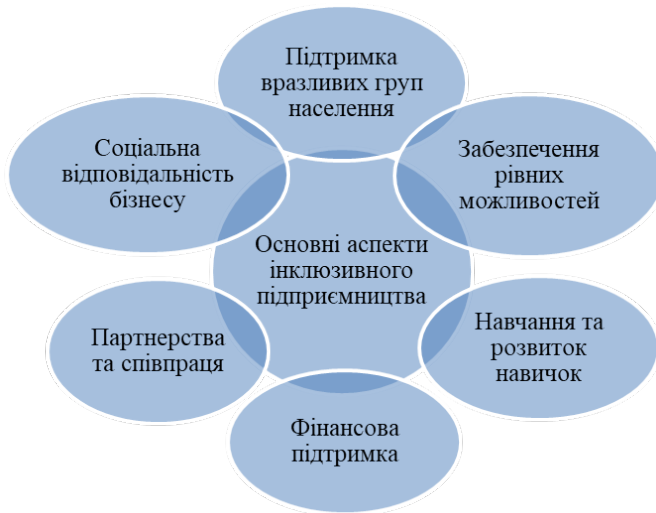 Підтримка
вразливих груп
населення
Соціальна
відповідальність
бізнесу
Забезпечення
рівних
можливостей
Основні аспекти
інклюзивного
підприємництва
Партнерства
та співпраця
Навчання та
розвиток
навичок
Фінансова
підтримка